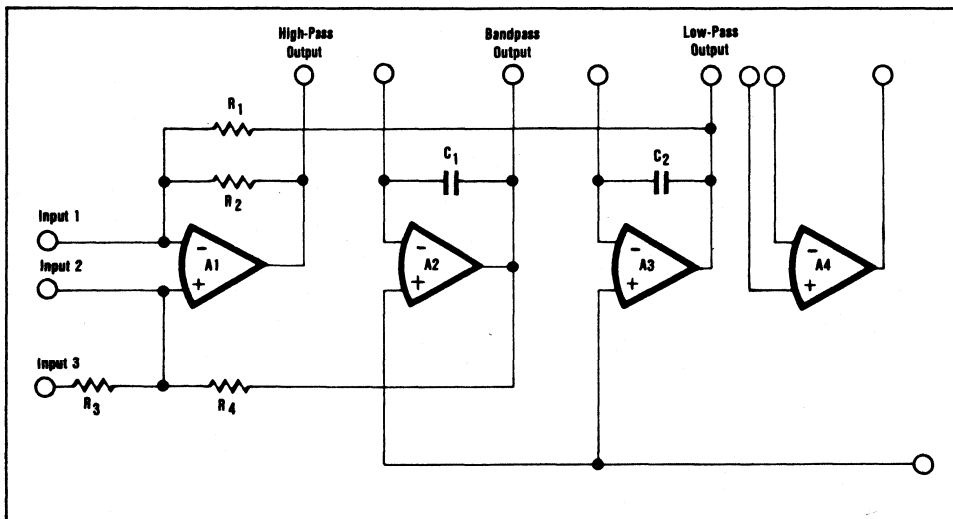 High-Pass
Output
Bandpass
Output
Low-Pass
Output
R1
C1
C2
R2
Input 1
Input 2
- A1 +
- A2 +
- A3 +
- A4 +
Input 3
R3
R4